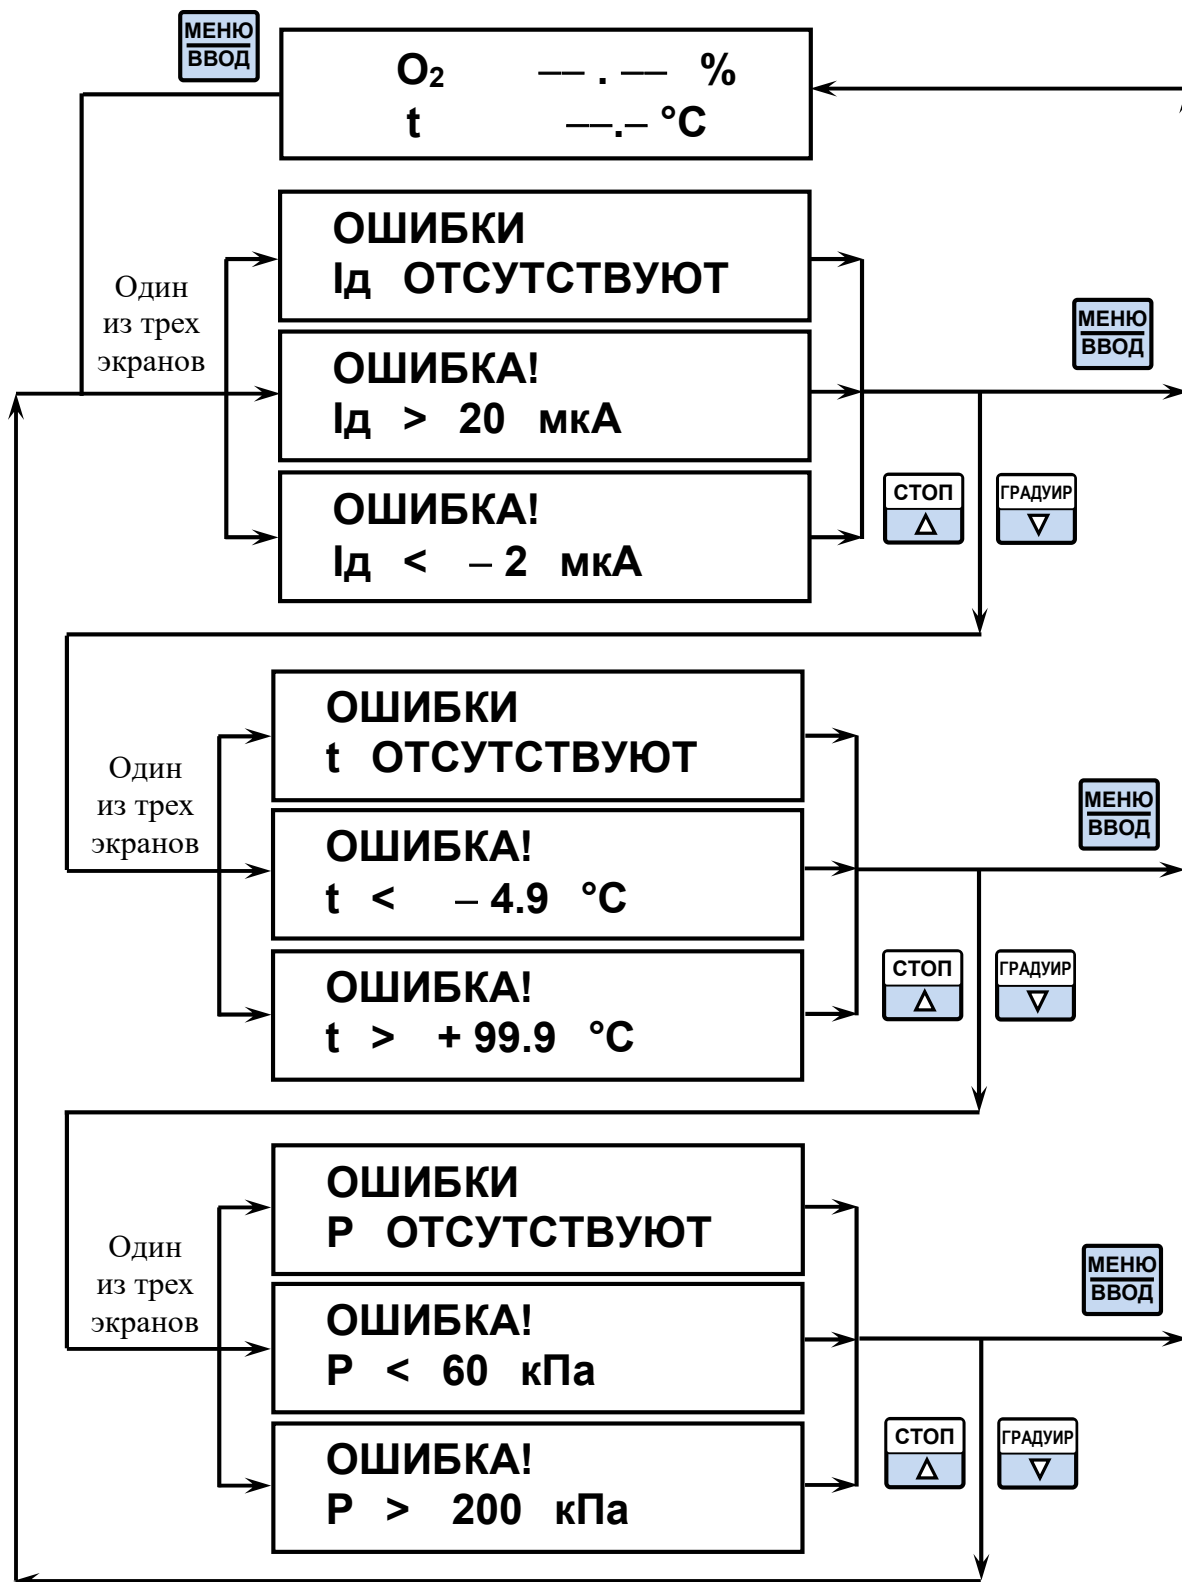 МЕНЮ
ВВОД
O₂ –– . –– %
t ––.– °C
ОШИБКИ
Iд ОТСУТСТВУЮТ
Один
из трех
экранов
ОШИБКА!
Iд > 20 мкА
МЕНЮ
ВВОД
ОШИБКА!
Iд < – 2 мкА
СТОП
ГРАДУИР
ОШИБКИ
t ОТСУТСТВУЮТ
Один
из трех
экранов
ОШИБКА!
t < – 4.9 °C
МЕНЮ
ВВОД
ОШИБКА!
t > + 99.9 °C
СТОП
ГРАДУИР
ОШИБКИ
P ОТСУТСТВУЮТ
Один
из трех
экранов
ОШИБКА!
P < 60 кПа
МЕНЮ
ВВОД
ОШИБКА!
P > 200 кПа
СТОП
ГРАДУИР